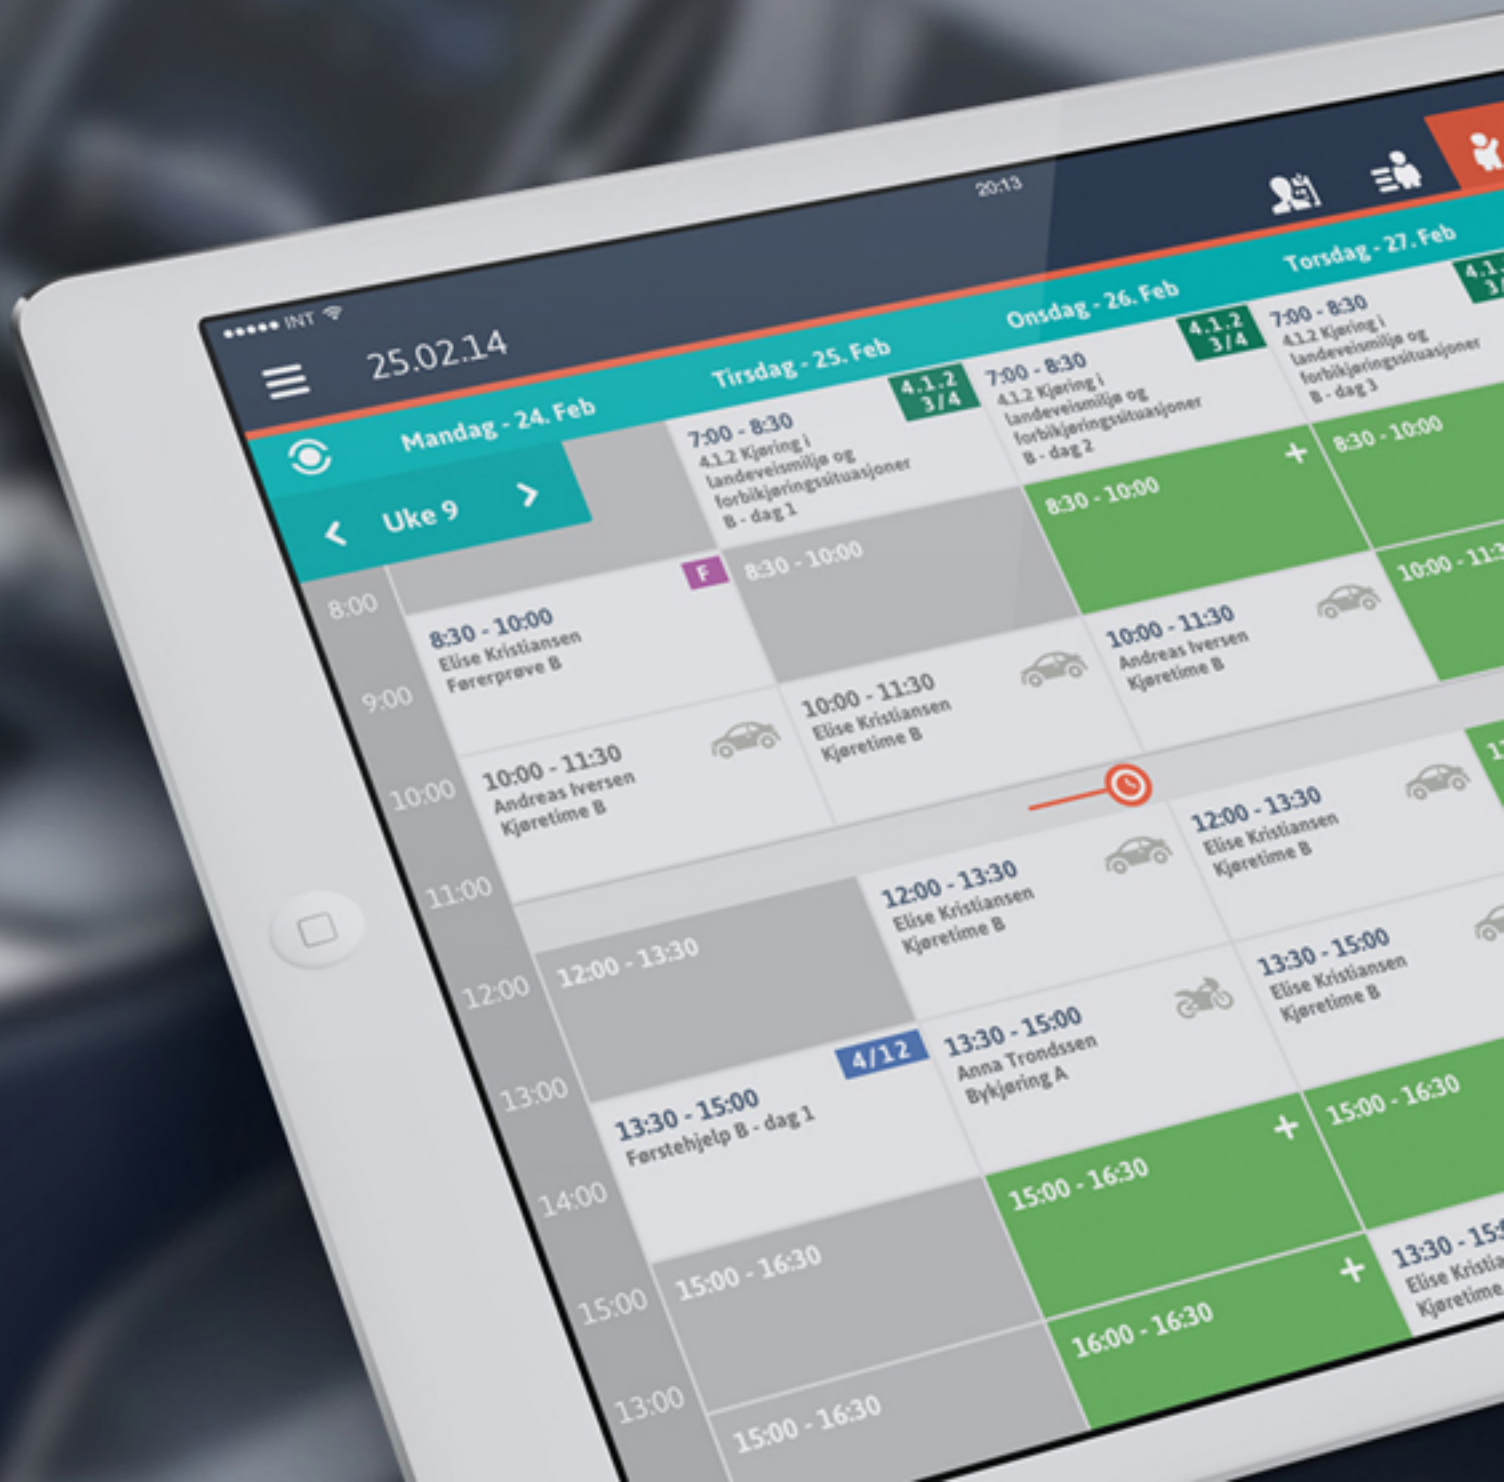 INT
20:13
25.02.14
Mandag - 24. Feb
Tirsdag - 25. Feb
Onsdag - 26. Feb
Torsdag - 27. Feb
Uke 9
8:00
9:00
10:00
11:00
12:00
13:00
14:00
15:00
13:00
F
8:30 - 10:00
Elise Kristiansen
Førerprøve B
10:00 - 11:30
Andreas Iversen
Kjøretime B
12:00 - 13:30
4/12
13:30 - 15:00
Førstehjelp B - dag 1
15:00 - 16:30
15:00 - 16:30
4.1.2
3/4
7:00 - 8:30
4.1.2 Kjøring i
landeveismiljø og
forbikjøringssituasjoner
B - dag 1
8:30 - 10:00
10:00 - 11:30
Elise Kristiansen
Kjøretime B
12:00 - 13:30
Elise Kristiansen
Kjøretime B
13:30 - 15:00
Anna Trondssen
Bykjøring A
15:00 - 16:30
16:00 - 16:30
4.1.2
3/4
7:00 - 8:30
4.1.2 Kjøring i
landeveismiljø og
forbikjøringssituasjoner
B - dag 2
8:30 - 10:00
10:00 - 11:30
Andreas Iversen
Kjøretime B
12:00 - 13:30
Elise Kristiansen
Kjøretime B
13:30 - 15:00
Elise Kristiansen
Kjøretime B
15:00 - 16:30
13:30 -
Elise
Kjøretime
7:00 - 8:30
4.1.2 Kjøring i
landeveismiljø og
forbikjøringssituasjoner
B - dag 3
8:30 - 10:00
10:00 -